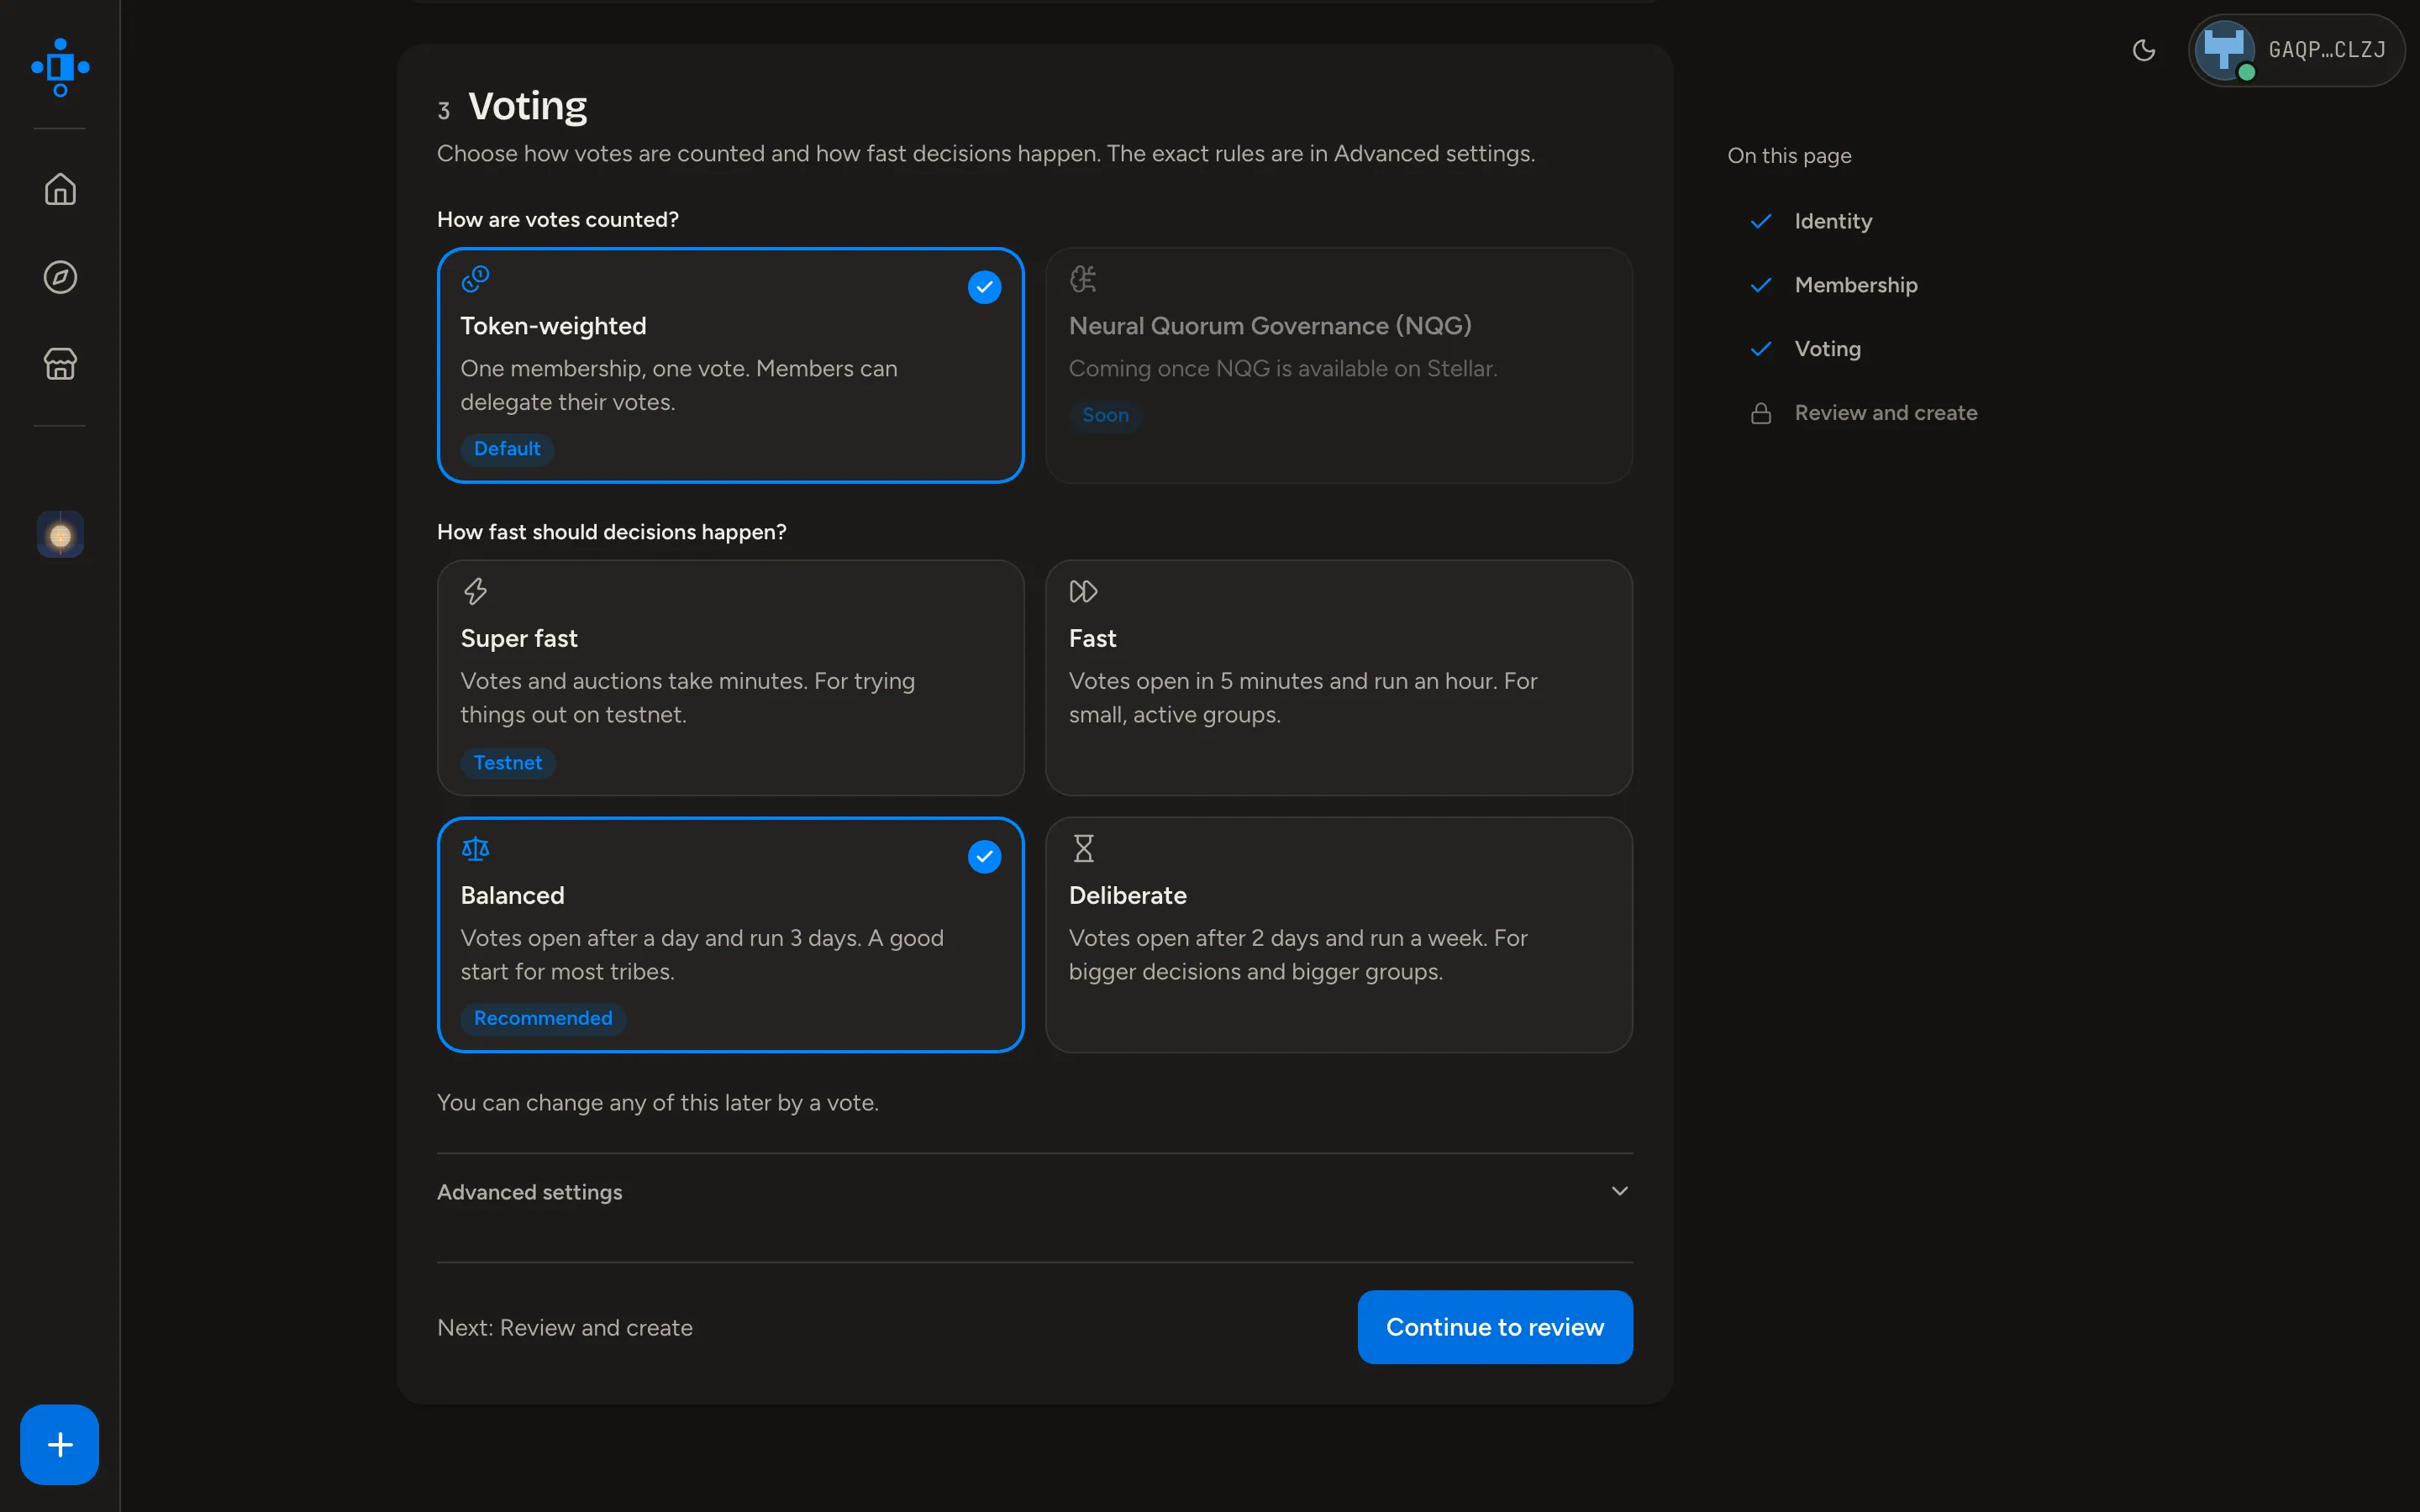 GAQP…CLZJ
3 Voting
Choose how votes are counted and how fast decisions happen. The exact rules are in Advanced settings.
How are votes counted?
Token-weighted
One membership, one vote. Members can
delegate their votes.
Default
Neural Quorum Governance (NQG)
Coming once NQG is available on Stellar.
Soon
How fast should decisions happen?
Super fast
Votes and auctions take minutes. For trying
things out on testnet.
Testnet
Fast
Votes open in 5 minutes and run an hour. For
small, active groups.
Balanced
Votes open after a day and run 3 days. A good
start for most tribes.
Recommended
Deliberate
Votes open after 2 days and run a week. For
bigger decisions and bigger groups.
You can change any of this later by a vote.
Advanced settings
Next: Review and create
Continue to review
On this page
Identity
Membership
Voting
Review and create